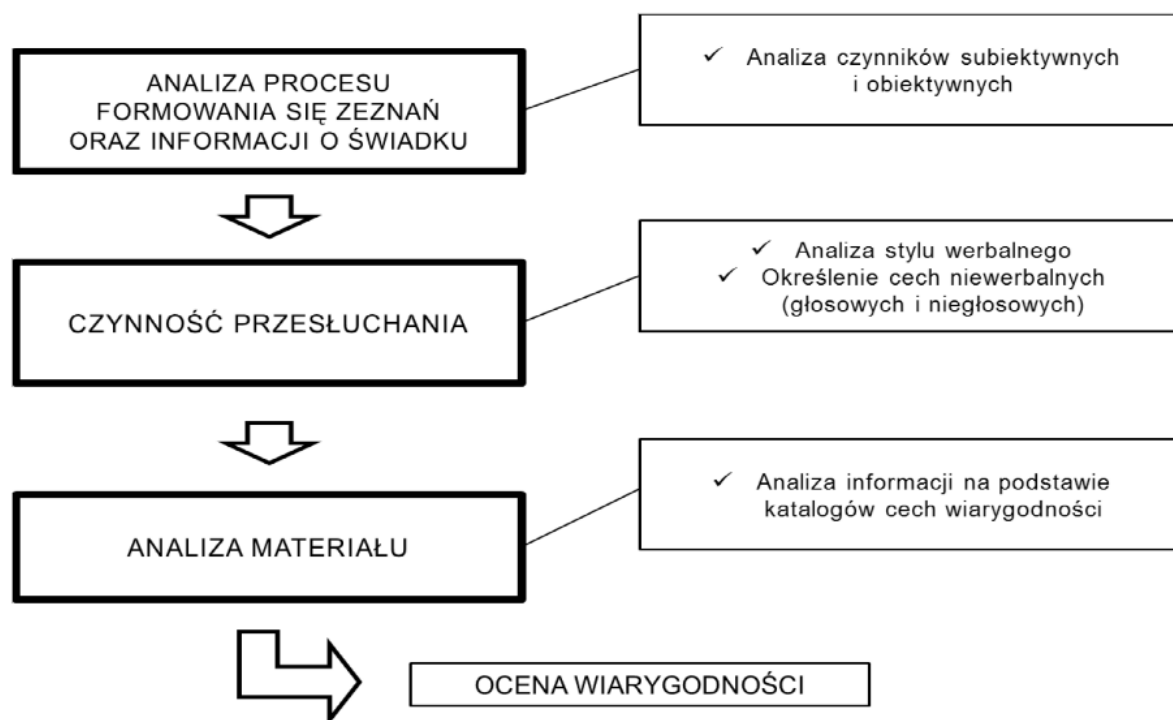 ANALIZA PROCESU
FORMOWANIA SIĘ ZEZNAŃ
ORAZ INFORMACJI O ŚWIADKU
✓ Analiza czynników subiektywnych
i obiektywnych
CZYNNOŚĆ PRZESŁUCHANIA
✓ Analiza stylu werbalnego
✓ Określenie cech niewerbalnych
(głosowych i niegłosowych)
ANALIZA MATERIAŁU
✓ Analiza informacji na podstawie
katalogów cech wiarygodności
OCENA WIARYGODNOŚCI